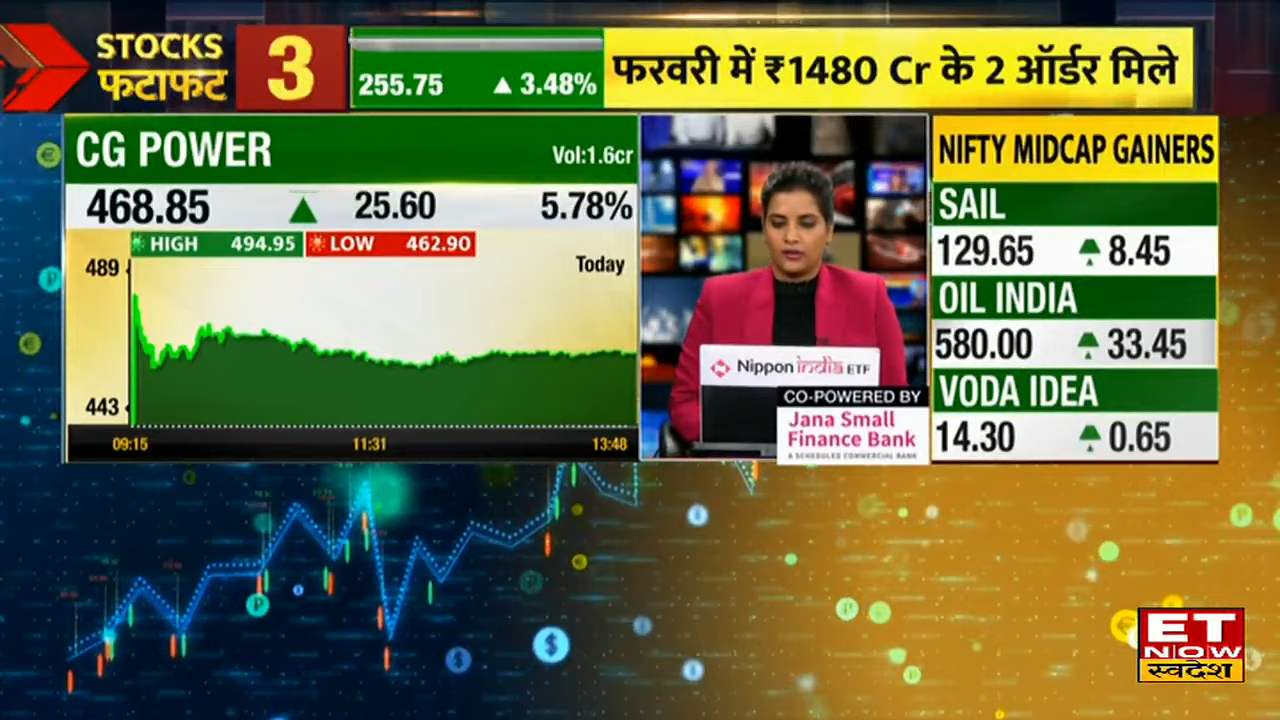 STOCKS
फटाफट
3
255.75 ▲ 3.48%
फरवरी में ₹1480 Cr के 2 ऑर्डर मिले
CG POWER
Vol:1.6cr
468.85 ▲ 25.60 5.78%
HIGH 494.95 LOW 462.90
Today
489
443
09:15 11:31 13:48
Nippon india ETF
CO-POWERED BY
Jana Small
Finance Bank
A SCHEDULED COMMERCIAL BANK
NIFTY MIDCAP GAINERS
SAIL
129.65 8.45
OIL INDIA
580.00 33.45
VODA IDEA
14.30 0.65
ET
NOW
स्वदेश